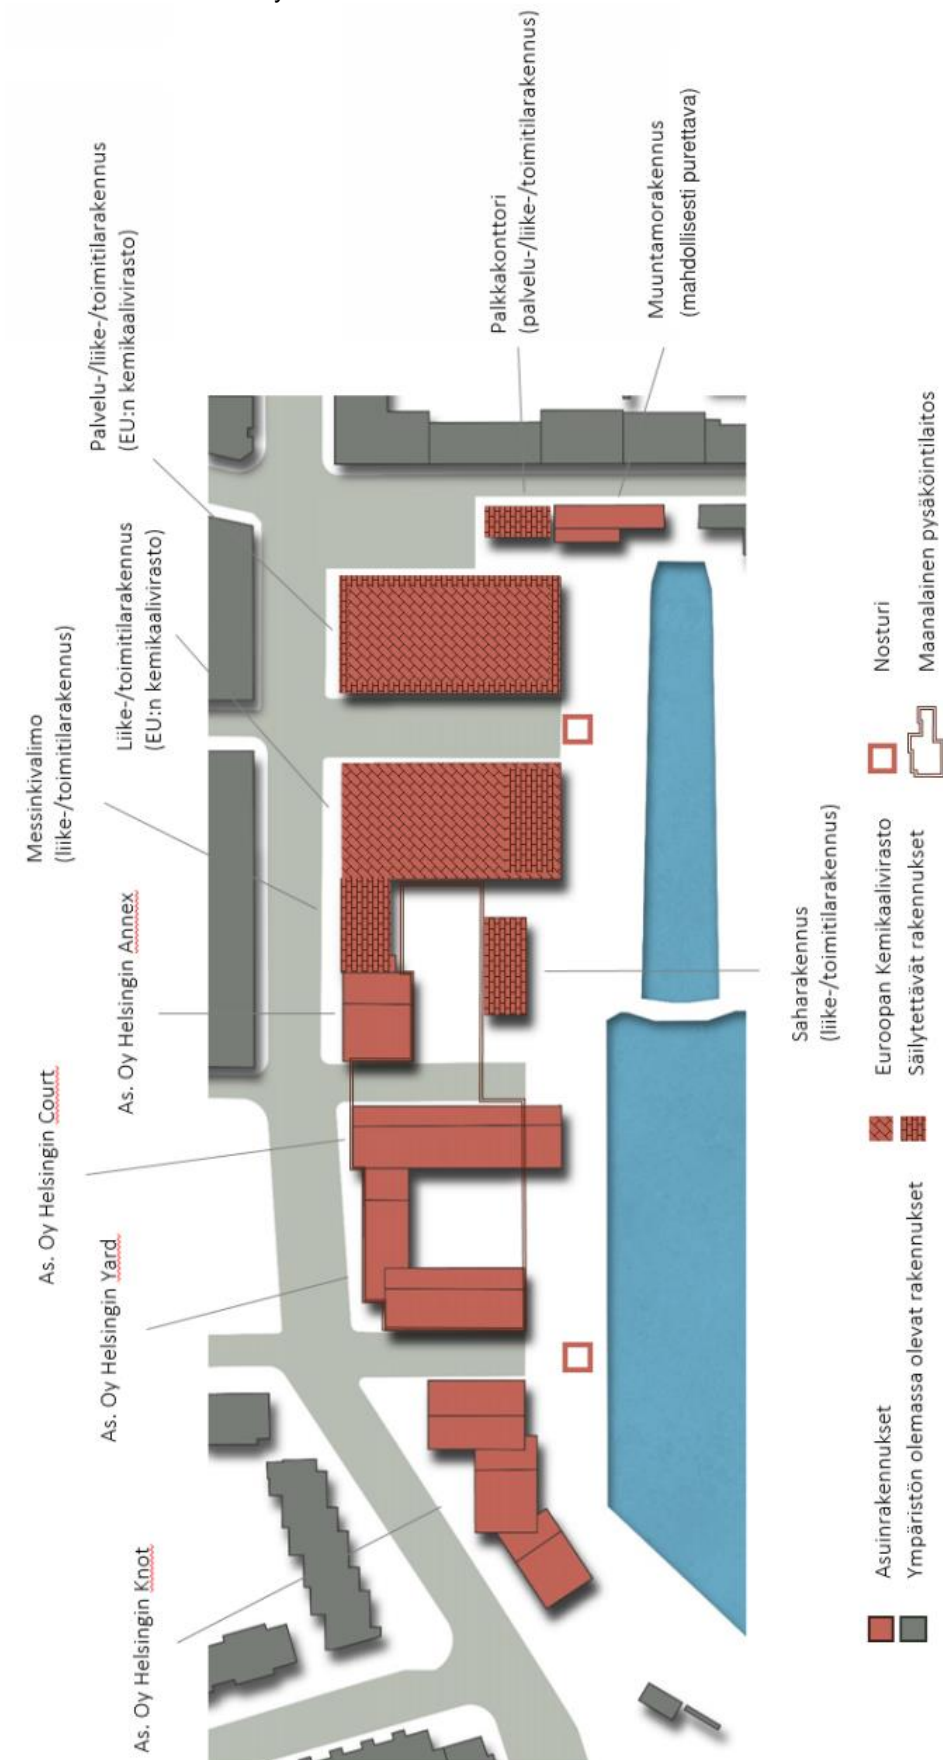 As. Oy Helsingin Knot
As. Oy Helsingin Yard
As. Oy Helsingin Court
As. Oy Helsingin Annex
Messinkivalimo
(liike-/toimitilarakennus)
Liike-/toimitilarakennus
(EU:n kemikaalivirasto)
Palvelu-/liike-/toimitilarakennus
(EU:n kemikaalivirasto)
Palkkakonttori
(palvelu-/liike-/toimitilarakennus)
Muuntamorakennus
(mahdollisesti purettava)
Saharakennus
(liike-/toimitilarakennus)
Asuinrakennukset
Ympäristön olemassa olevat rakennukset
Euroopan Kemikaalivirasto
Säilytettävät rakennukset
Nosturi
Maanalainen pysäköintilaitos